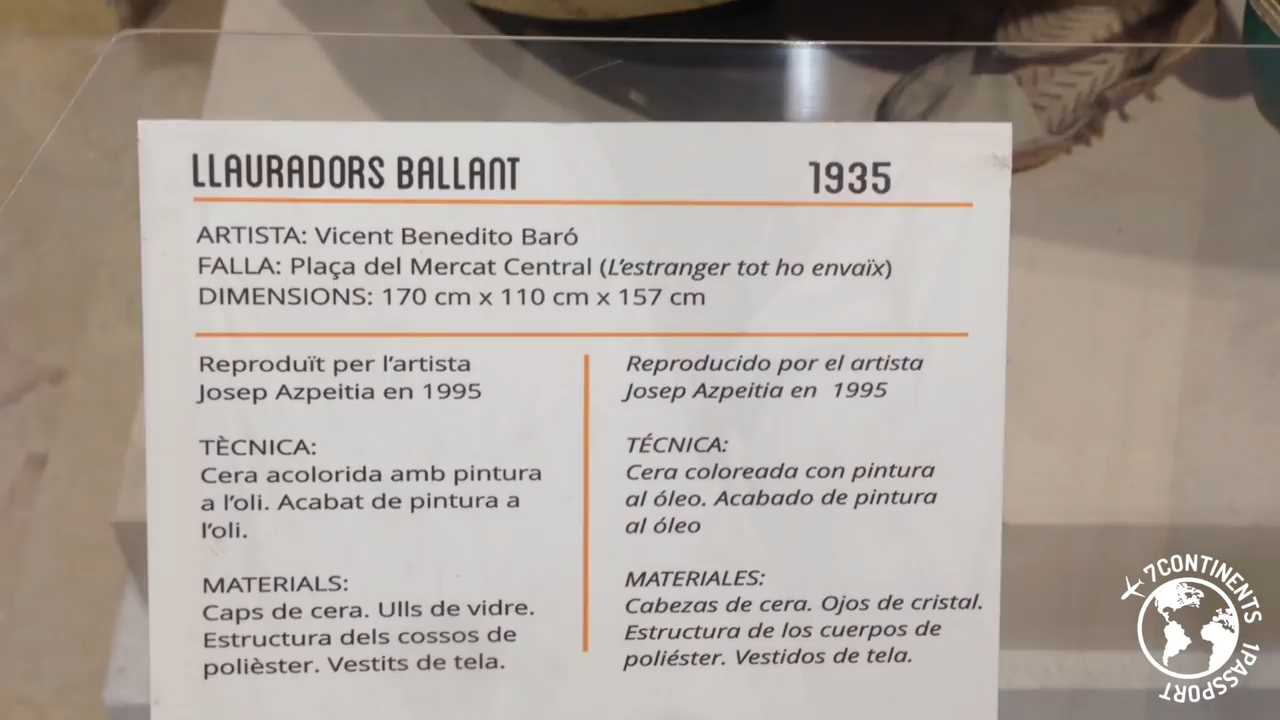 LLAURADORS BALLANT 1935
ARTISTA: Vicent Benedito Baró
FALLA: Plaça del Mercat Central (L'estranger tot ho envaïx)
DIMENSIONS: 170 cm x 110 cm x 157 cm
Reproduït per l'artista
Josep Azpeitia en 1995
TÈCNICA:
Cera acolorida amb pintura
a l'oli. Acabat de pintura a
l'oli.
MATERIALS:
Caps de cera. Ulls de vidre.
Estructura dels cossos de
polièster. Vestits de tela.
Reproducido por el artista
Josep Azpeitia en 1995
TÉCNICA:
Cera coloreada con pintura
al óleo. Acabado de pintura
al óleo
MATERIALES:
Cabezas de cera. Ojos de cristal.
Estructura de los cuerpos de
poliéster. Vestidos de tela.
7CONTINENTS
1PASSPORT